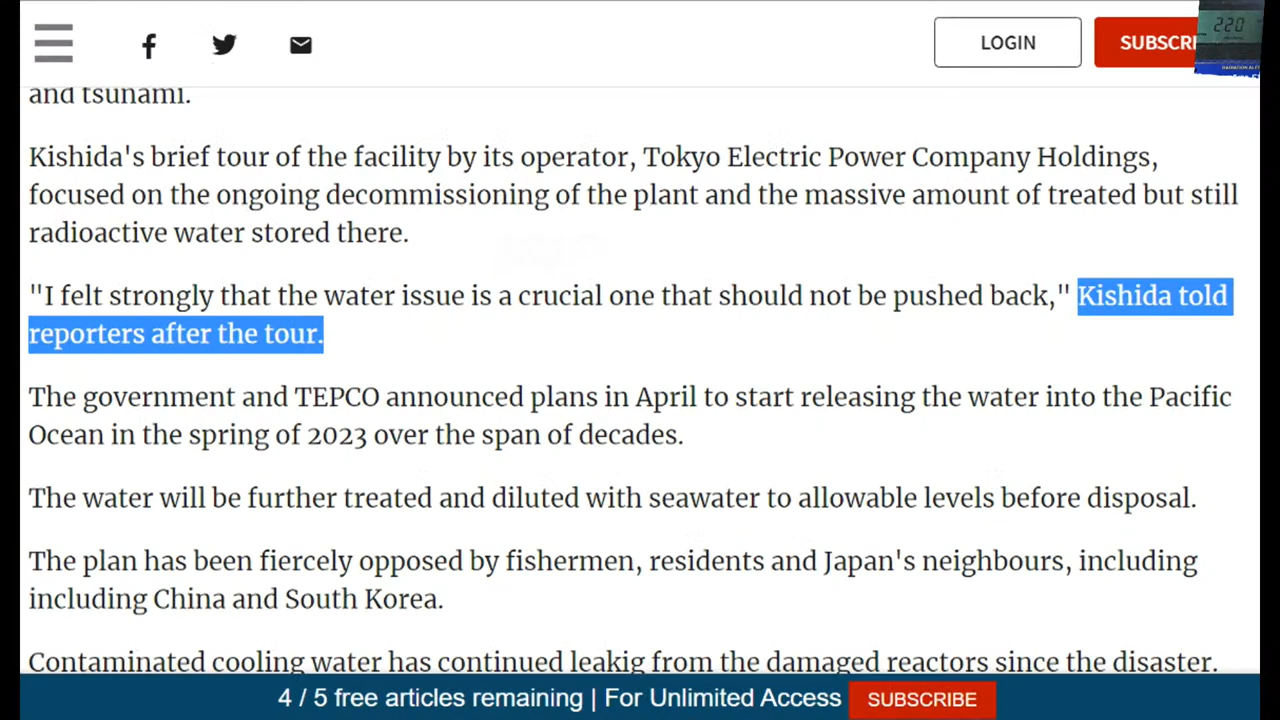 LOGIN
SUBSCRI
220
and tsunami.
Kishida's brief tour of the facility by its operator, Tokyo Electric Power Company Holdings,
focused on the ongoing decommissioning of the plant and the massive amount of treated but still
radioactive water stored there.
"I felt strongly that the water issue is a crucial one that should not be pushed back," Kishida told
reporters after the tour.
The government and TEPCO announced plans in April to start releasing the water into the Pacific
Ocean in the spring of 2023 over the span of decades.
The water will be further treated and diluted with seawater to allowable levels before disposal.
The plan has been fiercely opposed by fishermen, residents and Japan's neighbours, including
including China and South Korea.
Contaminated cooling water has continued leakig from the damaged reactors since the disaster.
4 / 5 free articles remaining | For Unlimited Access SUBSCRIBE